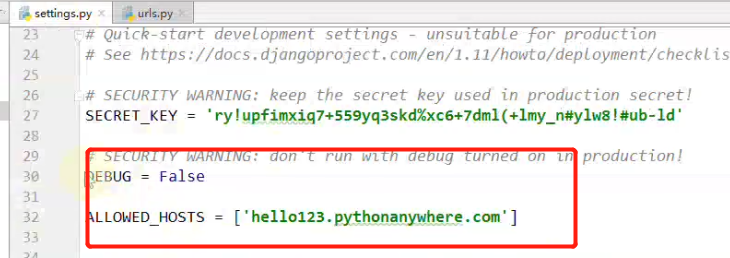 settings.py × urls.py ×
23 # Quick-start development settings - unsuitable for production
24 # See https://docs.djangoproject.com/en/1.11/howto/deployment/checklis
25
26 # SECURITY WARNING: keep the secret key used in production secret!
27 SECRET_KEY = 'ry!upfimxiq7+559yq3skd%xc6+7dml(+lmy_n#ylw8!#ub-ld'
28
29 # SECURITY WARNING: don't run with debug turned on in production!
30 DEBUG = False
31
32 ALLOWED_HOSTS = ['hello123.pythonanywhere.com']
33